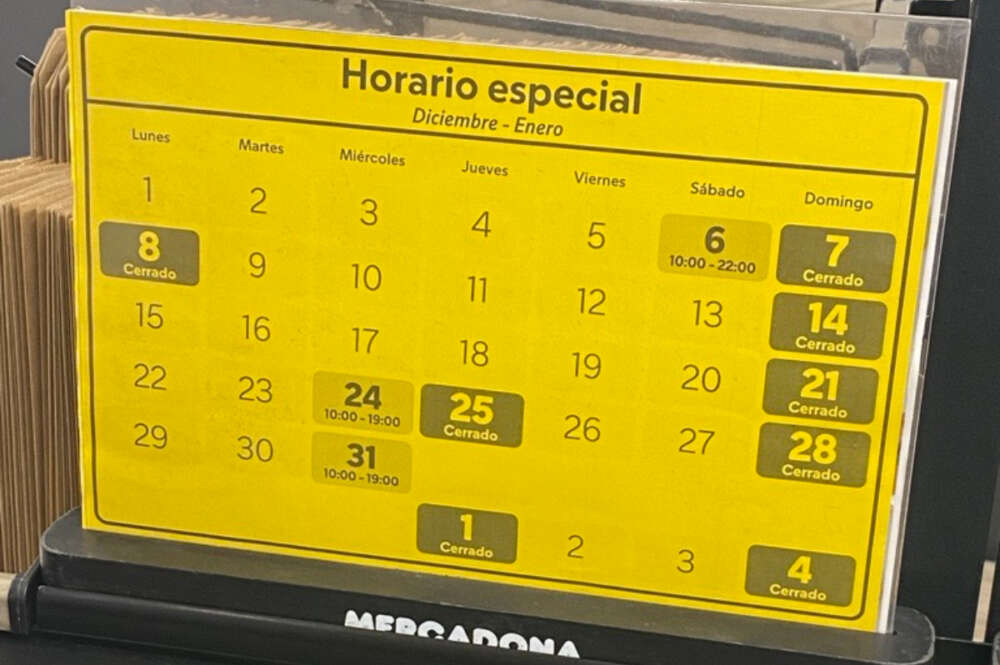 Horario especial
Diciembre - Enero
Lunes Martes Miércoles Jueves Viernes Sábado Domingo
1 2 3 4 5 6 7
10:00 - 22:00 Cerrado
8 9 10 11 12 13 14
Cerrado Cerrado
15 16 17 18 19 20 21
Cerrado
22 23 24 25 26 27 28
10:00 - 19:00 Cerrado Cerrado
29 30 31
10:00 - 19:00
1 2 3 4
Cerrado Cerrado
MERCADONA